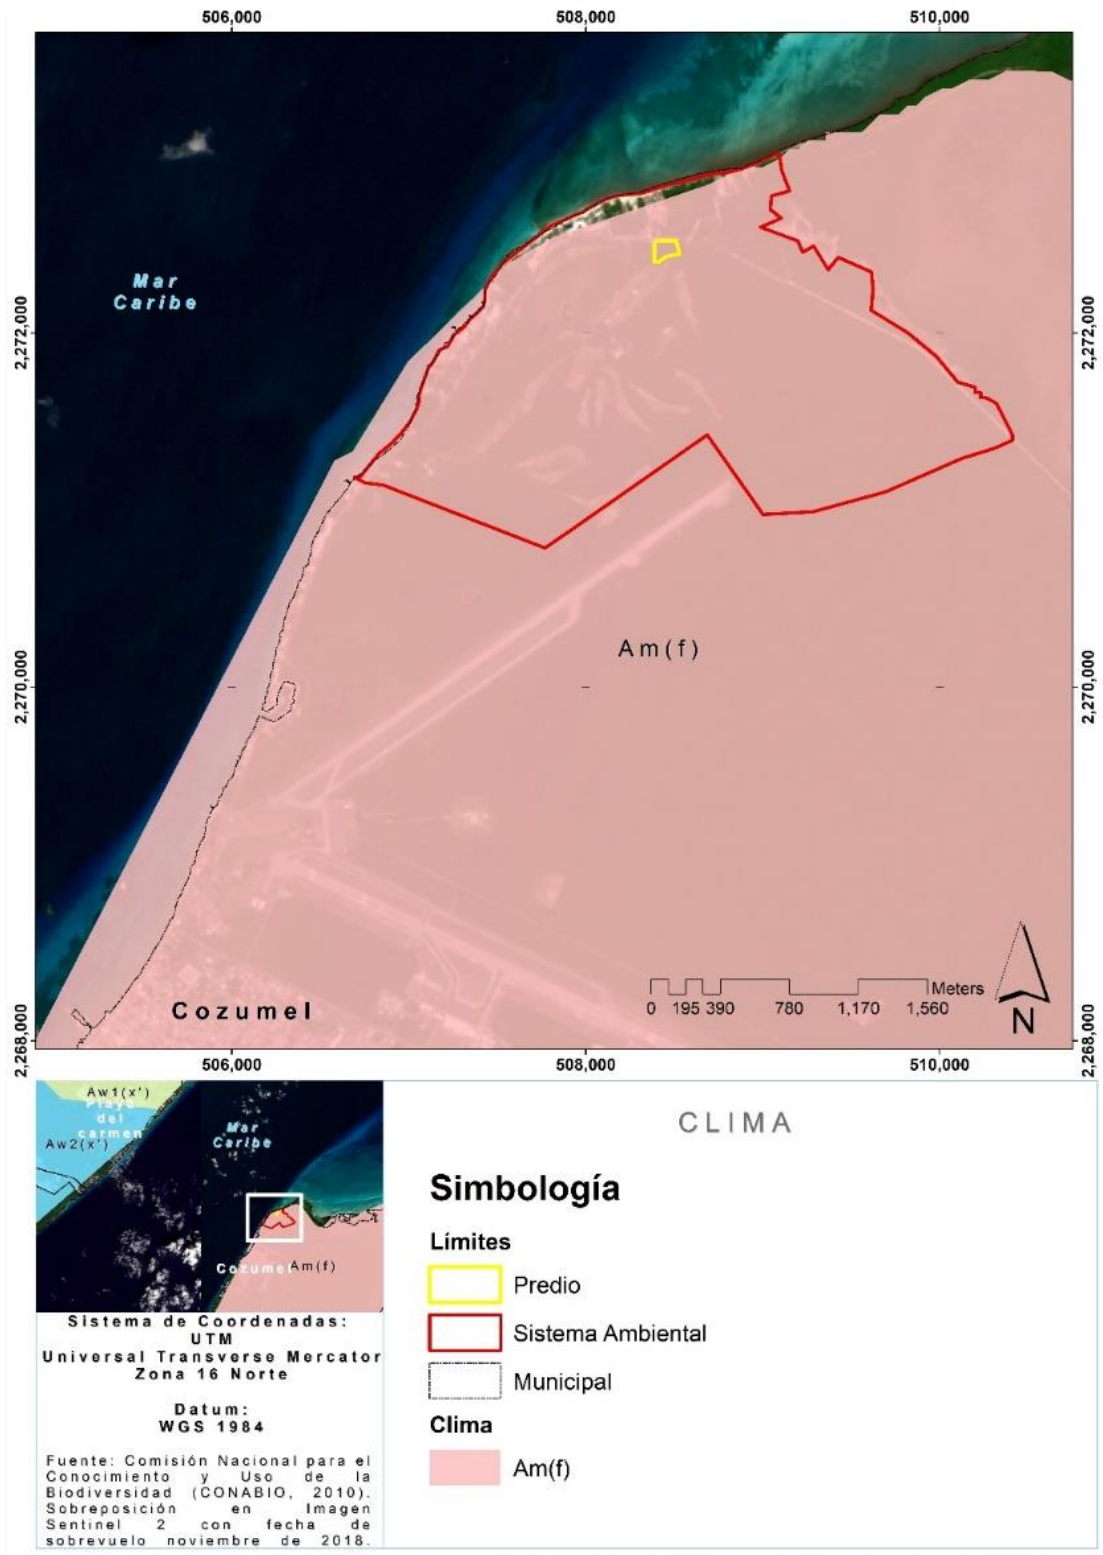 506,000 508,000 510,000
Mar
Caribe
2,272,000 2,272,000
Am(f)
2,270,000 2,270,000
Meters
0 195 390 780 1,170 1,560
N
Cozumel
2,268,000 2,268,000
506,000 508,000 510,000
Aw1(x')
Playa
del
carmen
Aw2(x')
Mar
Caribe
Cozumel Am(f)
Sistema de Coordenadas:
UTM
Universal Transverse Mercator
Zona 16 Norte
Datum:
WGS 1984
Fuente: Comisión Nacional para el
Conocimiento y Uso de la
Biodiversidad (CONABIO, 2010).
Sobreposición en Imagen
Sentinel 2 con fecha de
sobrevuelo noviembre de 2018.
CLIMA
Simbología
Límites
Predio
Sistema Ambiental
Municipal
Clima
Am(f)